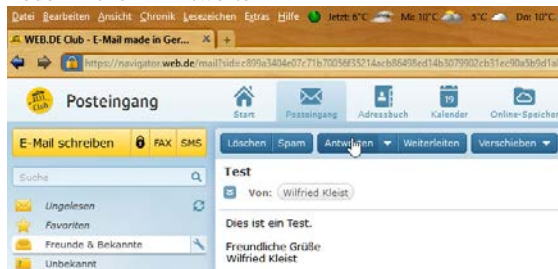 Datei Bearbeiten Ansicht Chronik Lesezeichen Extras Hilfe Jetzt: 6°C Mi: 10°C 5°C Do: 10°C
WEB.DE Club - E-Mail made in Ger... × +
https://navigator.web.de/mail?sid=
Posteingang
Start Posteingang Adressbuch 19 Kalender Online-Speicher
E-Mail schreiben FAX SMS
Löschen Spam Antworten Weiterleiten Verschieben
Suche
Test
Von: Wilfried Kleist
Ungelesen
Favoriten
Dies ist ein Test.
Freunde & Bekannte
Freundliche Grüße
Unbekannt
Wilfried Kleist